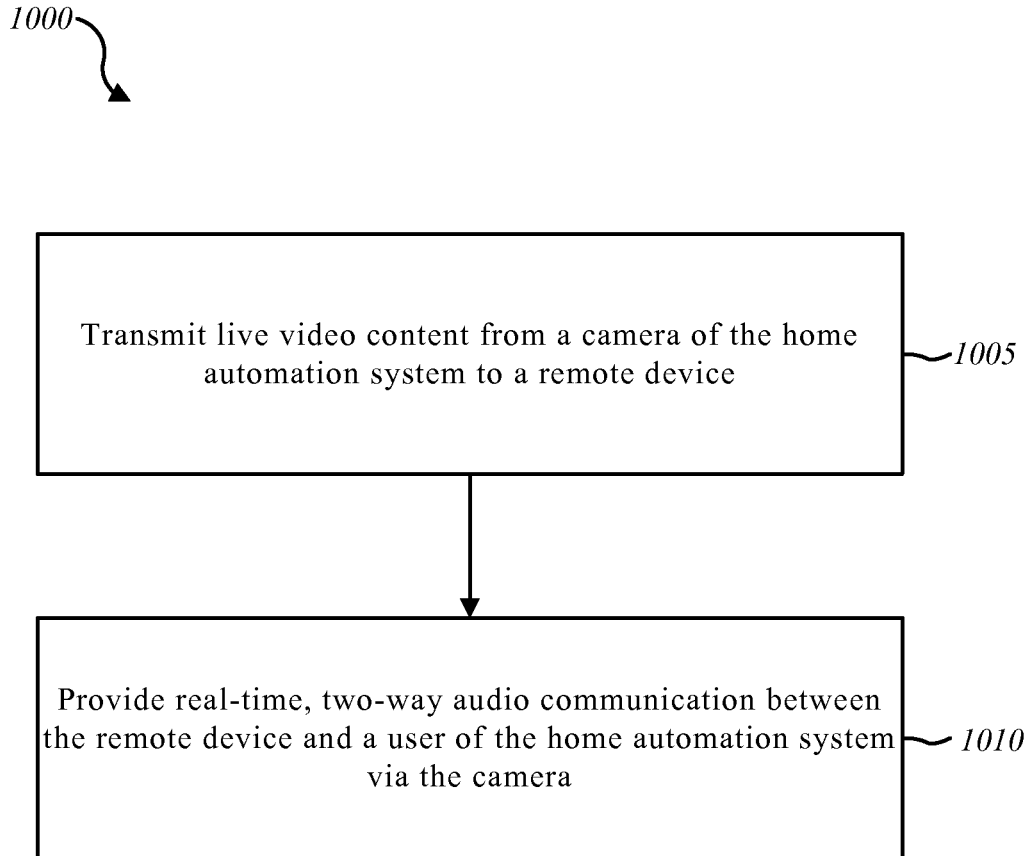 1000
Transmit live video content from a camera of the home
automation system to a remote device
1005
Provide real-time, two-way audio communication between
the remote device and a user of the home automation system
via the camera
1010